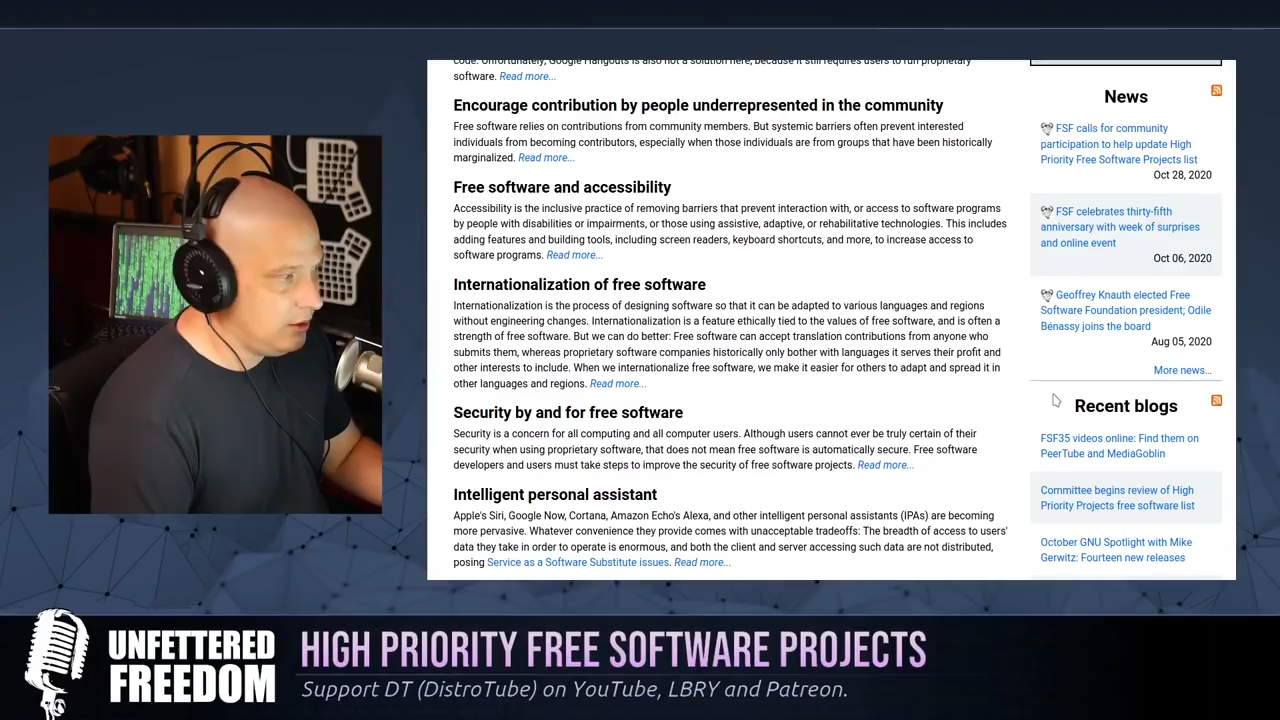 code. Unfortunately, Google Hangouts is also not a solution here, because it still requires users to run proprietary
software. Read more...
Encourage contribution by people underrepresented in the community
Free software relies on contributions from community members. But systemic barriers often prevent interested
individuals from becoming contributors, especially when those individuals are from groups that have been historically
marginalized. Read more...
Free software and accessibility
Accessibility is the inclusive practice of removing barriers that prevent interaction with, or access to software programs
by people with disabilities or impairments, or those using assistive, adaptive, or rehabilitative technologies. This includes
adding features and building tools, including screen readers, keyboard shortcuts, and more, to increase access to
software programs. Read more...
Internationalization of free software
Internationalization is the process of designing software so that it can be adapted to various languages and regions
without engineering changes. Internationalization is a feature ethically tied to the values of free software, and is often a
strength of free software. But we can do better: Free software can accept translation contributions from anyone who
submits them, whereas proprietary software companies historically only bother with languages it serves their profit and
other interests to include. When we internationalize free software, we make it easier for others to adapt and spread it in
other languages and regions. Read more...
Security by and for free software
Security is a concern for all computing and all computer users. Although users cannot ever be truly certain of their
security when using proprietary software, that does not mean free software is automatically secure. Free software
developers and users must take steps to improve the security of free software projects. Read more...
Intelligent personal assistant
Apple's Siri, Google Now, Cortana, Amazon Echo's Alexa, and other intelligent personal assistants (IPAs) are becoming
more pervasive. Whatever convenience they provide comes with unacceptable tradeoffs: The breadth of access to users'
data they take in order to operate is enormous, and both the client and server accessing such data are not distributed,
posing Service as a Software Substitute issues. Read more...
News
FSF calls for community
participation to help update High
Priority Free Software Projects list
Oct 28, 2020
FSF celebrates thirty-fifth
anniversary with week of surprises
and online event
Oct 06, 2020
Geoffrey Knauth elected Free
Software Foundation president; Odile
Bénassy joins the board
Aug 05, 2020
More news…
Recent blogs
FSF35 videos online: Find them on
PeerTube and MediaGoblin
Committee begins review of High
Priority Projects free software list
October GNU Spotlight with Mike
Gerwitz: Fourteen new releases
UNFETTERED
FREEDOM
HIGH PRIORITY FREE SOFTWARE PROJECTS
Support DT (DistroTube) on YouTube, LBRY and Patreon.